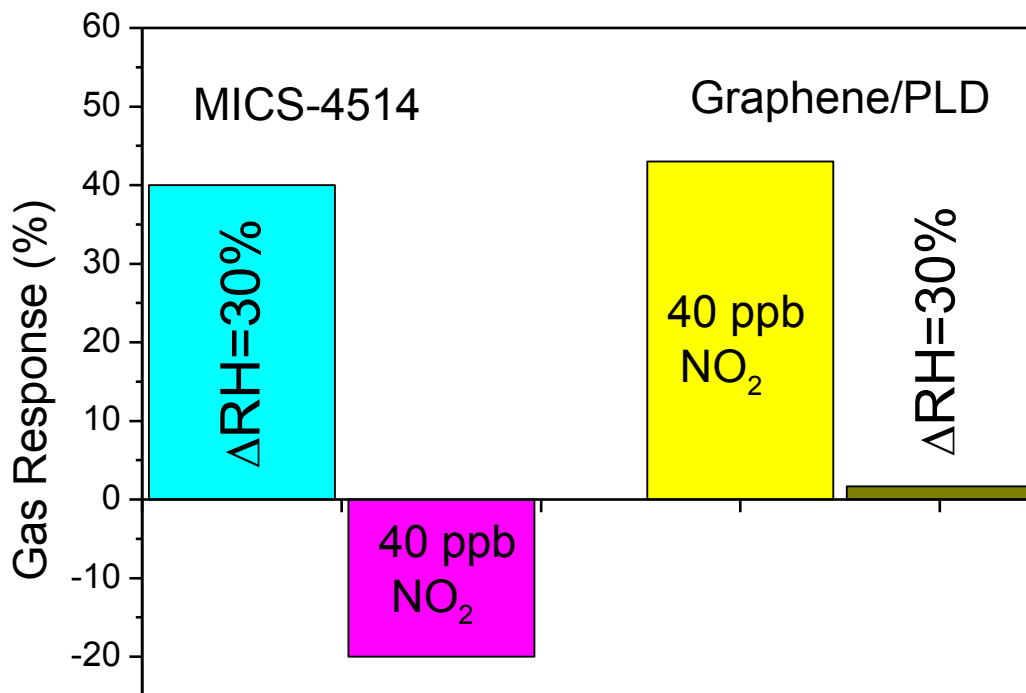 60
50
40
30
20
10
0
-10
-20
Gas Response (%)
MICS-4514
Graphene/PLD
ΔRH=30%
40 ppb
NO₂
40 ppb
NO₂
ΔRH=30%